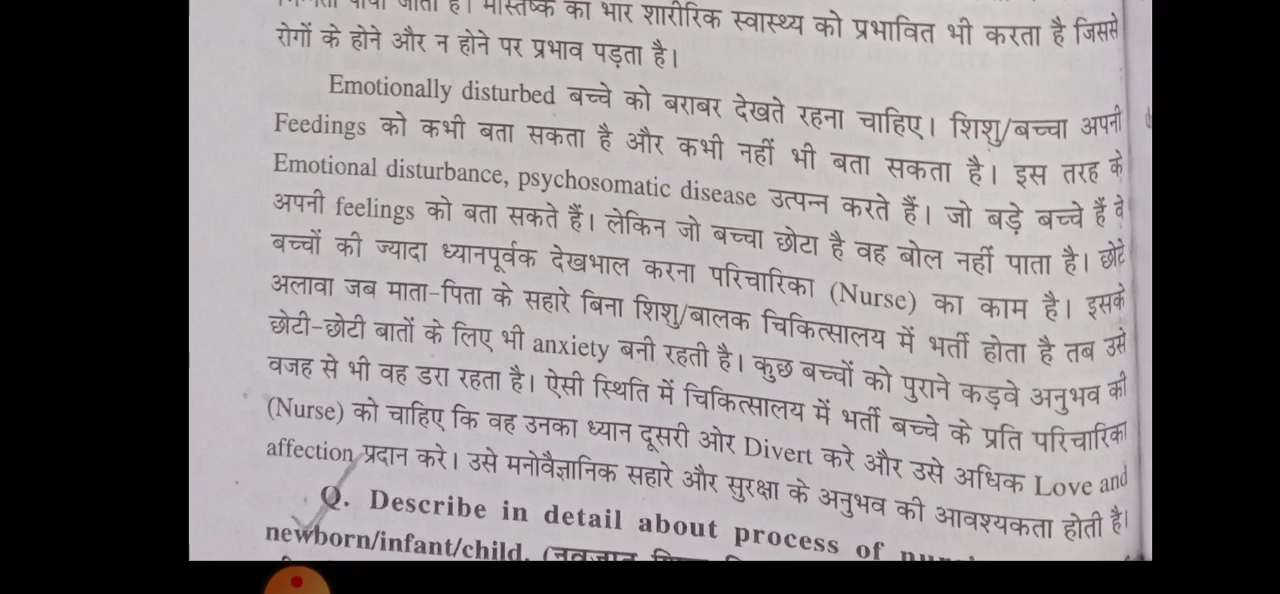 का भार शारीरिक स्वास्थ्य को प्रभावित भी करता है जिससे
रोगों के होने और न होने पर प्रभाव पड़ता है।
Emotionally disturbed बच्चे को बराबर देखते रहना चाहिए। शिशु/बच्चा अपनी
Feedings को कभी बता सकता है और कभी नहीं भी बता सकता है। इस तरह के
Emotional disturbance, psychosomatic disease उत्पन्न करते हैं। जो बड़े बच्चे हैं वे
अपनी feelings को बता सकते हैं। लेकिन जो बच्चा छोटा है वह बोल नहीं पाता है। छोटे
बच्चों की ज्यादा ध्यानपूर्वक देखभाल करना परिचारिका (Nurse) का काम है। इसके
अलावा जब माता-पिता के सहारे बिना शिशु/बालक चिकित्सालय में भर्ती होता है तब उसे
छोटी-छोटी बातों के लिए भी anxiety बनी रहती है। कुछ बच्चों को पुराने कड़वे अनुभव की
वजह से भी वह डरा रहता है। ऐसी स्थिति में चिकित्सालय में भर्ती बच्चे के प्रति परिचारिका
(Nurse) को चाहिए कि वह उनका ध्यान दूसरी ओर Divert करे और उसे अधिक Love and
affection प्रदान करे। उसे मनोवैज्ञानिक सहारे और सुरक्षा के अनुभव की आवश्यकता होती है।
Q. Describe in detail about process of
newborn/infant/child.